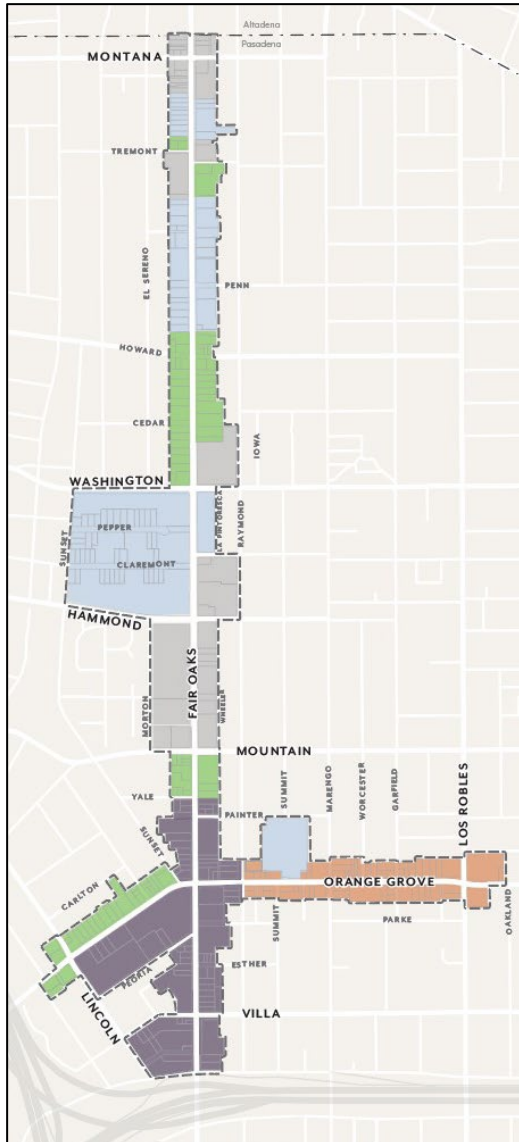 Altadena
Pasadena
MONTANA
TREMONT
EL SERENO
PENN
HOWARD
CEDAR
IOWA
WASHINGTON
LA PINTORESCA
RAYMOND
PEPPER
SUNSET
CLAREMONT
HAMMOND
FAIR OAKS
MORTON
WHEELER
MOUNTAIN
SUMMIT
MARENGO
WORCESTER
GARFIELD
LOS ROBLES
YALE
PAINTER
SUNSET
CARLTON
ORANGE GROVE
OAKLAND
SUMMIT
PARKE
ESTHER
PEORIA
LINCOLN
VILLA